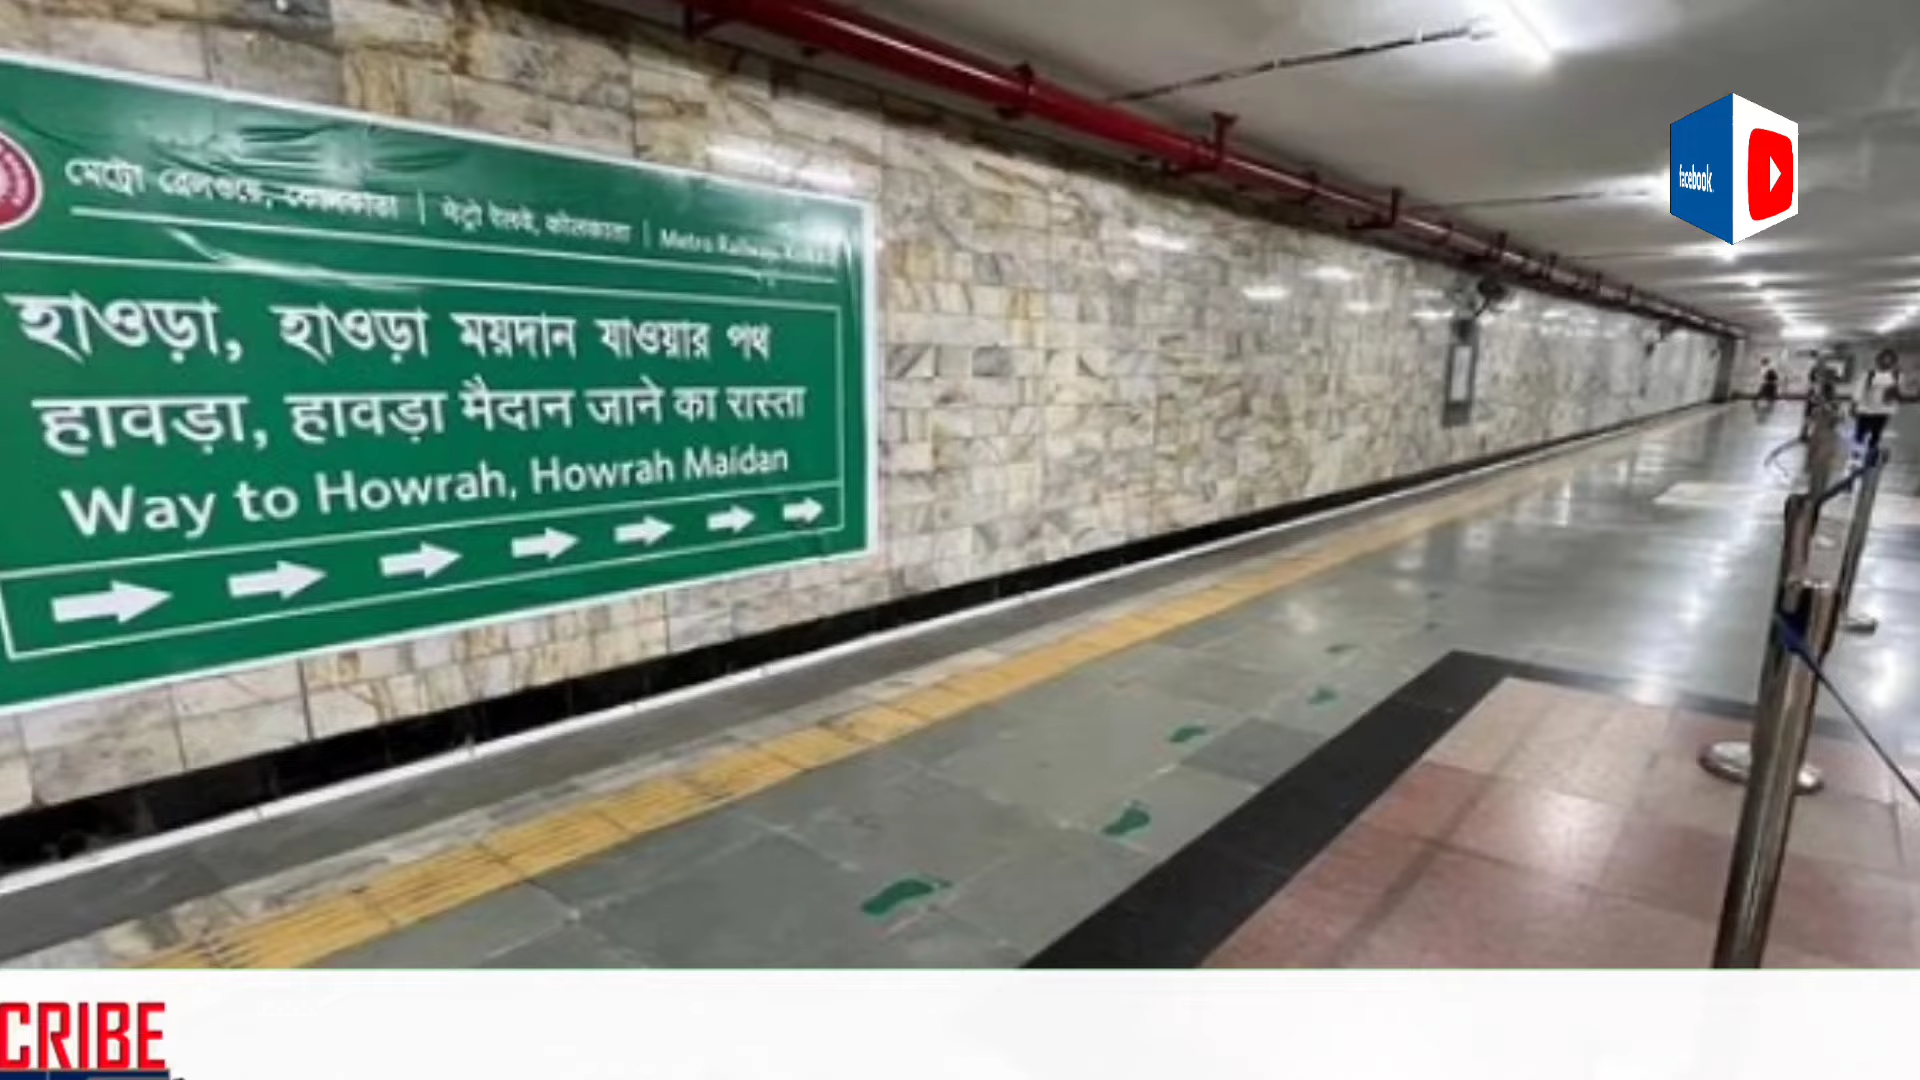 মেট্রো রেলওয়ে, কোলকাতা | मेट्रो रेलवे, कोलकाता | Metro Railway
হাওড়া, হাওড়া ময়দান যাওয়ার পথ
हावड़ा, हावड़ा मैदान जाने का रास्ता
Way to Howrah, Howrah Maidan
facebook
CRIBE